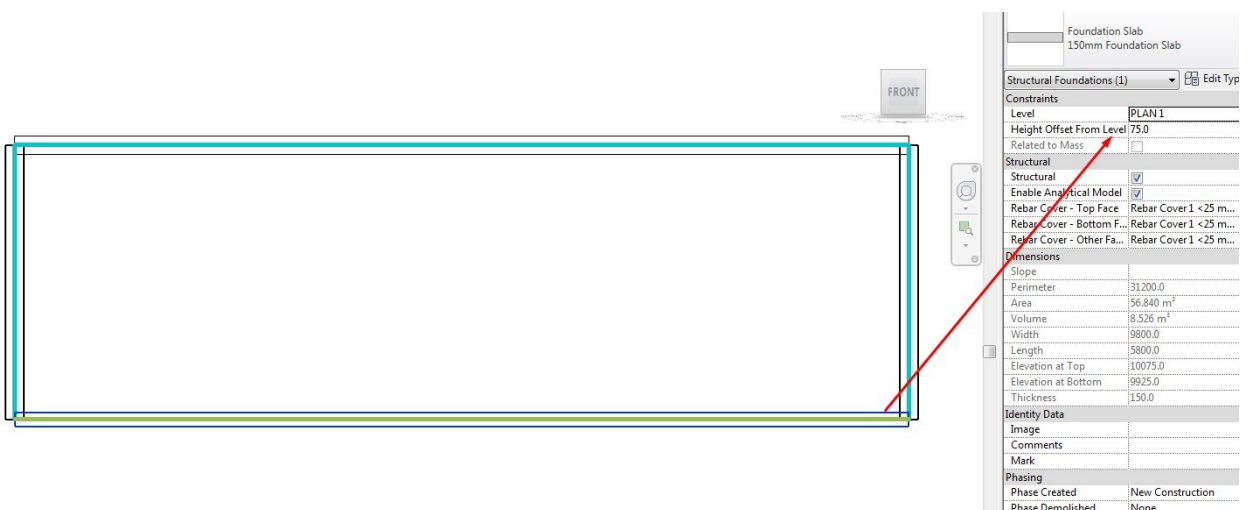 Foundation Slab
150mm Foundation Slab
FRONT
Structural Foundations (1) Edit Typ
Constraints
Level PLAN 1
Height Offset From Level 75.0
Related to Mass
Structural
Structural
Enable Analytical Model
Rebar Cover - Top Face Rebar Cover 1 <25 m...
Rebar Cover - Bottom F... Rebar Cover 1 <25 m...
Rebar Cover - Other Fa... Rebar Cover 1 <25 m...
Dimensions
Slope
Perimeter 31200.0
Area 56.840 m²
Volume 8.526 m³
Width 9800.0
Length 5800.0
Elevation at Top 10075.0
Elevation at Bottom 9925.0
Thickness 150.0
Identity Data
Image
Comments
Mark
Phasing
Phase Created New Construction
Phase Demolished None